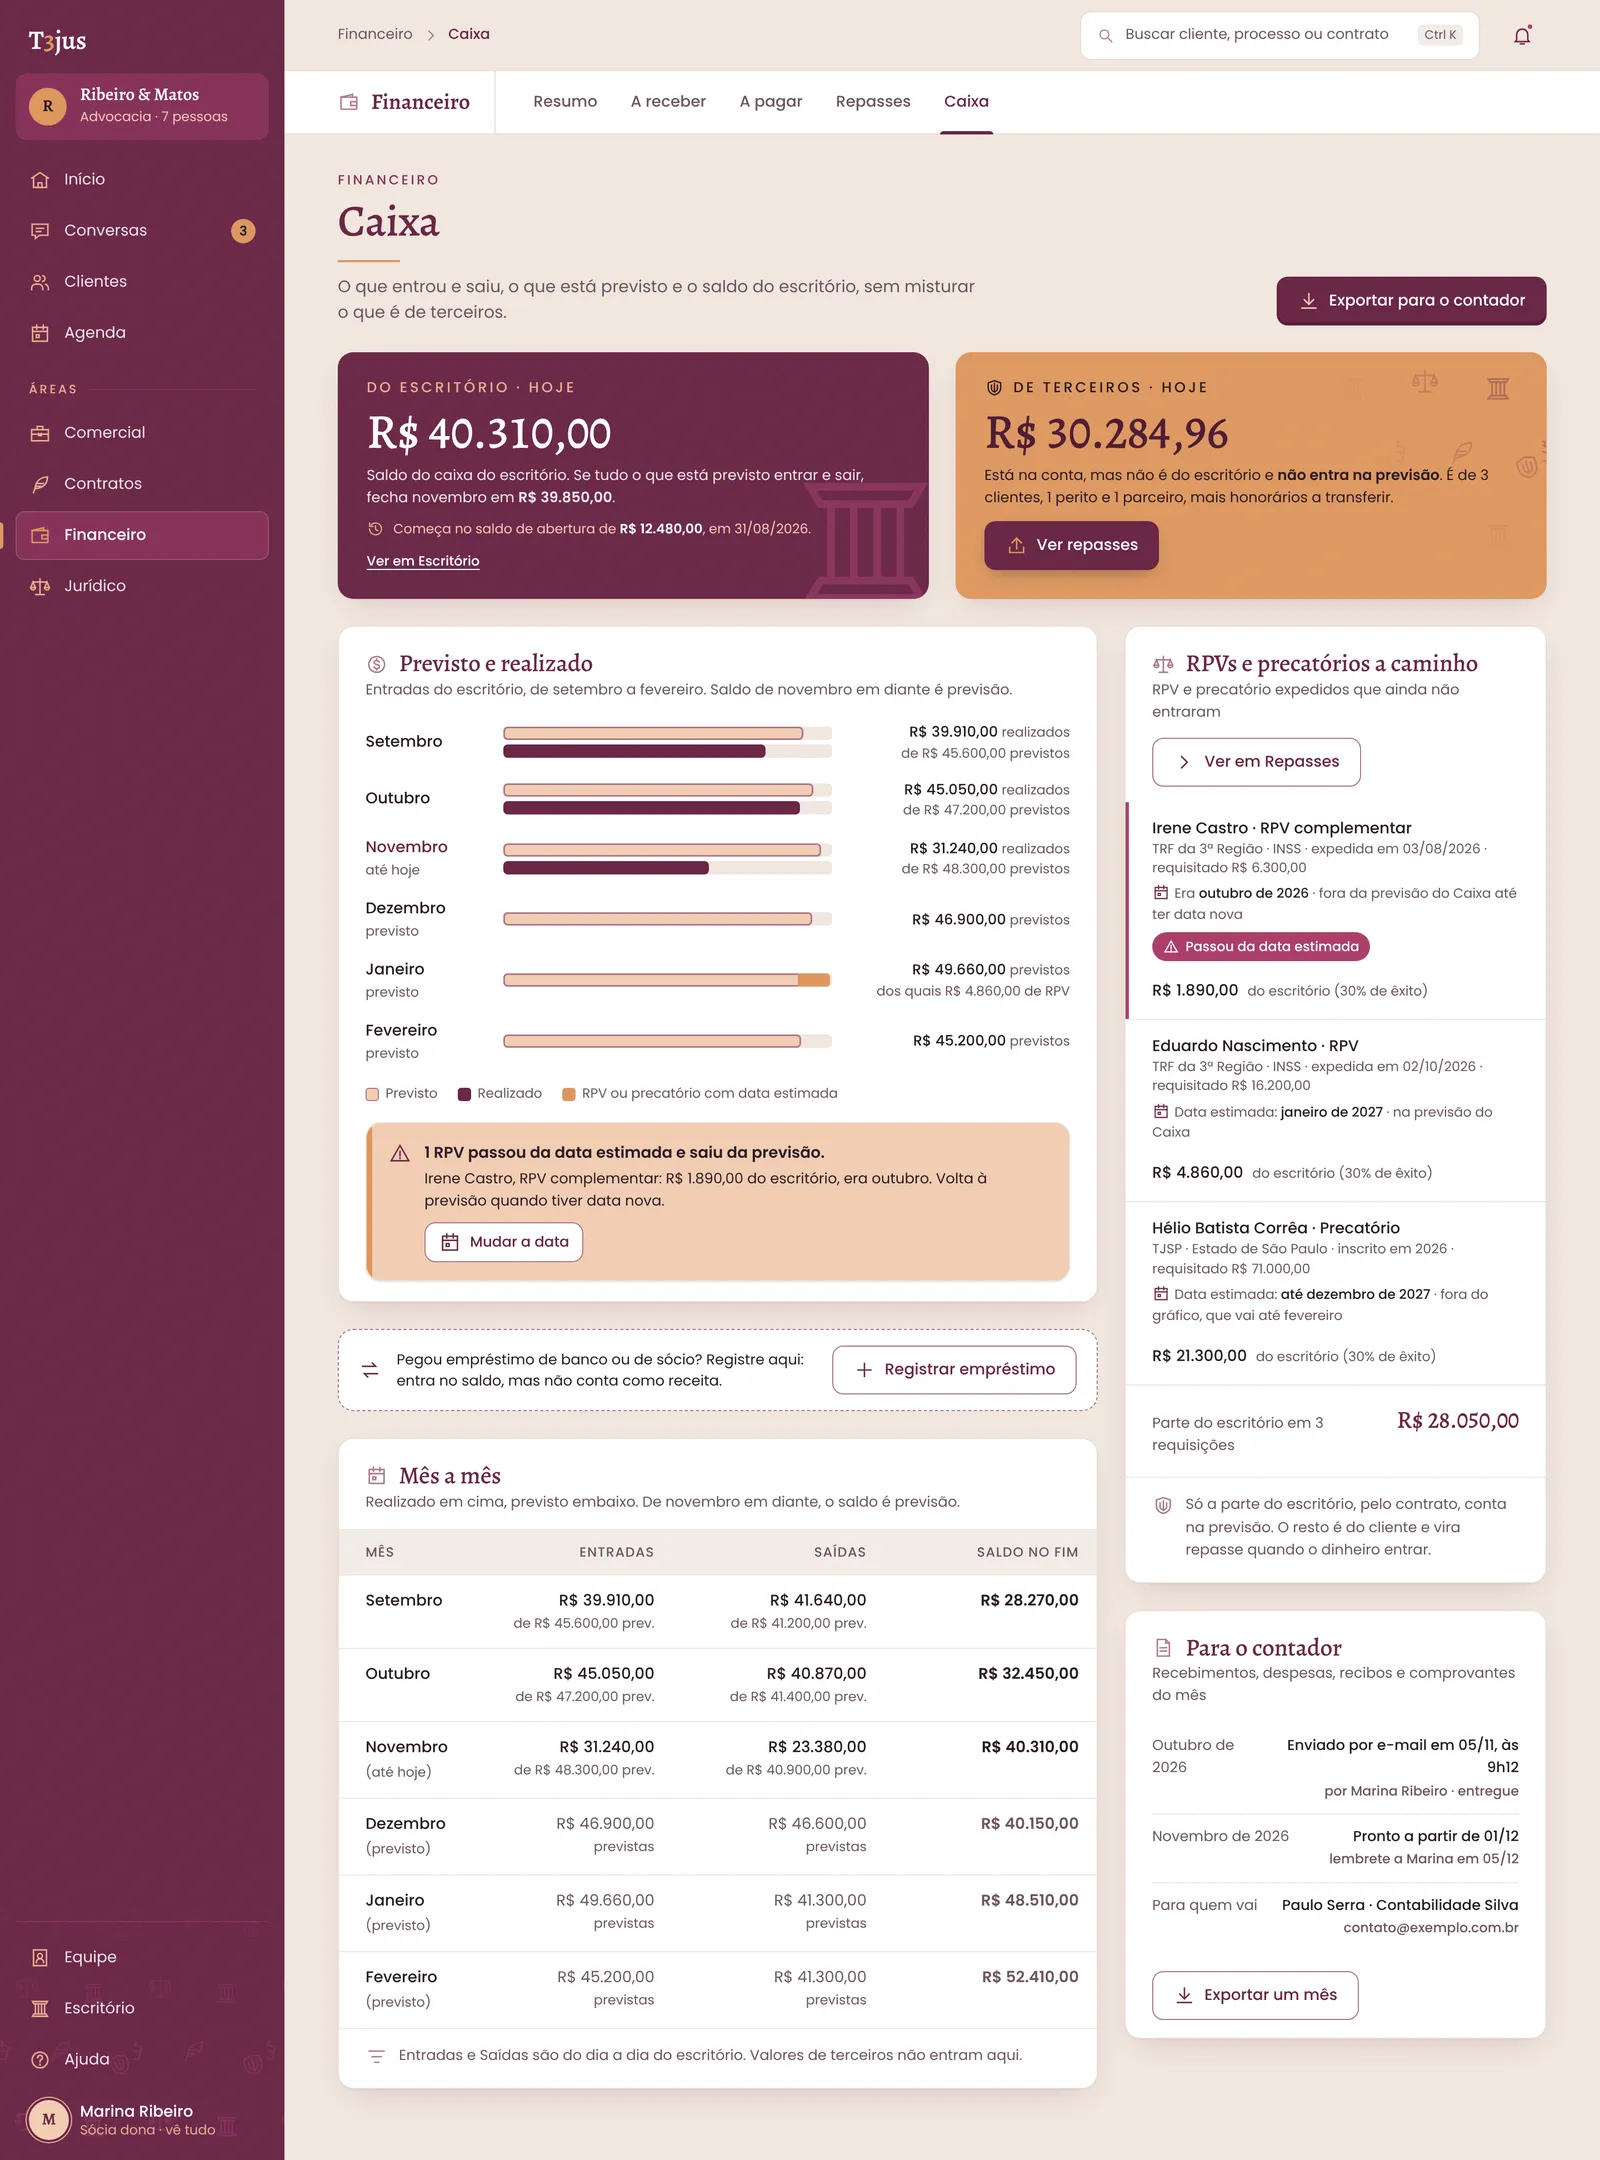 T3jus
R
Ribeiro & Matos
Advocacia · 7 pessoas
Início
Conversas
3
Clientes
Agenda
ÁREAS
Comercial
Contratos
Financeiro
Jurídico
Equipe
Escritório
Ajuda
M
Marina Ribeiro
Sócia dona · vê tudo
Financeiro
Caixa
Buscar cliente, processo ou contrato
Ctrl K
Financeiro
Resumo
A receber
A pagar
Repasses
Caixa
FINANCEIRO
Caixa
O que entrou e saiu, o que está previsto e o saldo do escritório, sem misturar
o que é de terceiros.
Exportar para o contador
DO ESCRITÓRIO · HOJE
R$ 40.310,00
Saldo do caixa do escritório. Se tudo o que está previsto entrar e sair,
fecha novembro em R$ 39.850,00.
Começa no saldo de abertura de R$ 12.480,00, em 31/08/2026.
Ver em Escritório
DE TERCEIROS · HOJE
R$ 30.284,96
Está na conta, mas não é do escritório e não entra na previsão. É de 3
clientes, 1 perito e 1 parceiro, mais honorários a transferir.
Ver repasses
Previsto e realizado
Entradas do escritório, de setembro a fevereiro. Saldo de novembro em diante é previsão.
Setembro
R$ 39.910,00 realizados
de R$ 45.600,00 previstos
Outubro
R$ 45.050,00 realizados
de R$ 47.200,00 previstos
Novembro
até hoje
R$ 31.240,00 realizados
de R$ 48.300,00 previstos
Dezembro
previsto
R$ 46.900,00 previstos
Janeiro
previsto
R$ 49.660,00 previstos
dos quais R$ 4.860,00 de RPV
Fevereiro
previsto
R$ 45.200,00 previstos
Previsto
Realizado
RPV ou precatório com data estimada
1 RPV passou da data estimada e saiu da previsão.
Irene Castro, RPV complementar: R$ 1.890,00 do escritório, era outubro. Volta à
previsão quando tiver data nova.
Mudar a data
Pegou empréstimo de banco ou de sócio? Registre aqui:
entra no saldo, mas não conta como receita.
Registrar empréstimo
Mês a mês
Realizado em cima, previsto embaixo. De novembro em diante, o saldo é previsão.
MÊS
ENTRADAS
SAÍDAS
SALDO NO FIM
Setembro
R$ 39.910,00
de R$ 45.600,00 prev.
R$ 41.640,00
de R$ 41.200,00 prev.
R$ 28.270,00
Outubro
R$ 45.050,00
de R$ 47.200,00 prev.
R$ 40.870,00
de R$ 41.400,00 prev.
R$ 32.450,00
Novembro
(até hoje)
R$ 31.240,00
de R$ 48.300,00 prev.
R$ 23.380,00
de R$ 40.900,00 prev.
R$ 40.310,00
Dezembro
(previsto)
R$ 46.900,00
previstas
R$ 46.600,00
previstas
R$ 40.150,00
Janeiro
(previsto)
R$ 49.660,00
previstas
R$ 41.300,00
previstas
R$ 48.510,00
Fevereiro
(previsto)
R$ 45.200,00
previstas
R$ 41.300,00
previstas
R$ 52.410,00
Entradas e Saídas são do dia a dia do escritório. Valores de terceiros não entram aqui.
RPVs e precatórios a caminho
RPV e precatório expedidos que ainda não
entraram
Ver em Repasses
Irene Castro · RPV complementar
TRF da 3ª Região · INSS · expedida em 03/08/2026 ·
requisitado R$ 6.300,00
Era outubro de 2026 · fora da previsão do Caixa até
ter data nova
Passou da data estimada
R$ 1.890,00 do escritório (30% de êxito)
Eduardo Nascimento · RPV
TRF da 3ª Região · INSS · expedida em 02/10/2026 ·
requisitado R$ 16.200,00
Data estimada: janeiro de 2027 · na previsão do
Caixa
R$ 4.860,00 do escritório (30% de êxito)
Hélio Batista Corrêa · Precatório
TJSP · Estado de São Paulo · inscrito em 2026 ·
requisitado R$ 71.000,00
Data estimada: até dezembro de 2027 · fora do
gráfico, que vai até fevereiro
R$ 21.300,00 do escritório (30% de êxito)
Parte do escritório em 3
requisições
R$ 28.050,00
Só a parte do escritório, pelo contrato, conta
na previsão. O resto é do cliente e vira
repasse quando o dinheiro entrar.
Para o contador
Recebimentos, despesas, recibos e comprovantes
do mês
Outubro de
2026
Enviado por e-mail em 05/11, às
9h12
por Marina Ribeiro · entregue
Novembro de 2026
Pronto a partir de 01/12
lembrete a Marina em 05/12
Para quem vai
Paulo Serra · Contabilidade Silva
contato@exemplo.com.br
Exportar um mês